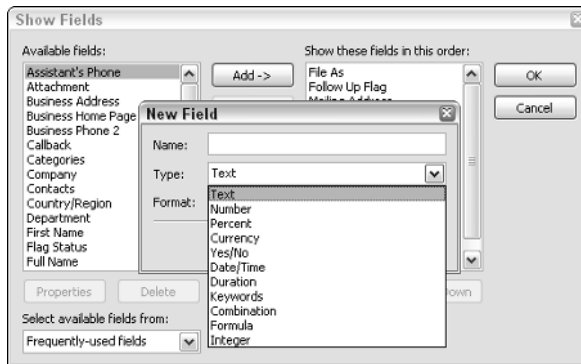 Show Fields
Available fields:
Assistant's Phone
Attachment
Business Address
Business Home Page
Business Phone 2
Callback
Categories
Company
Contacts
Country/Region
Department
First Name
Flag Status
Full Name
Add ->
Show these fields in this order:
File As
Follow Up Flag
Mailing Address
OK
Cancel
New Field
Name:
Type:
Text
Format:
Text
Number
Percent
Currency
Yes/No
Date/Time
Duration
Keywords
Combination
Formula
Integer
Properties
Delete
Select available fields from:
Frequently-used fields